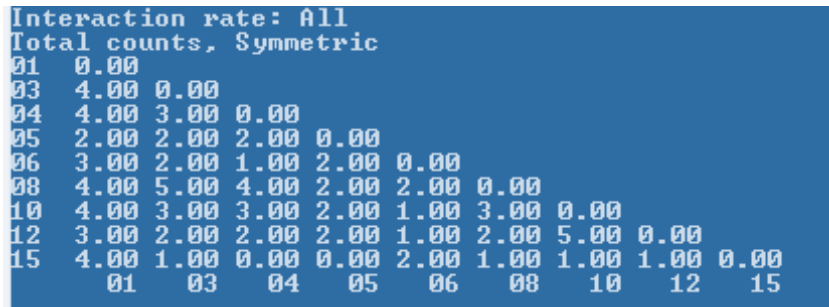 Interaction rate: All
Total counts, Symmetric
01 0.00
03 4.00 0.00
04 4.00 3.00 0.00
05 2.00 2.00 2.00 0.00
06 3.00 2.00 1.00 2.00 0.00
08 4.00 5.00 4.00 2.00 2.00 0.00
10 4.00 3.00 3.00 2.00 1.00 3.00 0.00
12 3.00 2.00 2.00 2.00 1.00 2.00 5.00 0.00
15 4.00 1.00 0.00 0.00 2.00 1.00 1.00 1.00 0.00
01 03 04 05 06 08 10 12 15